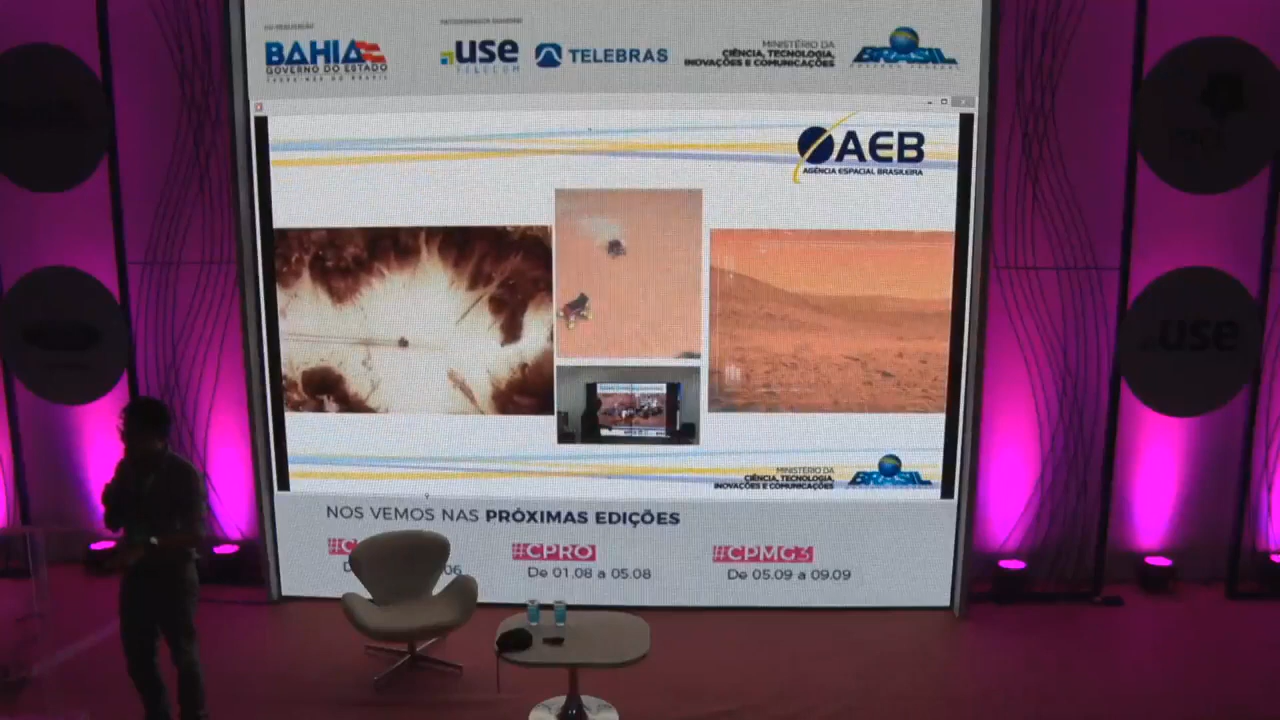 BAHIA
GOVERNO DO ESTADO
USE
TELECOM
TELEBRAS
MINISTÉRIO DA
CIÊNCIA, TECNOLOGIA,
INOVAÇÕES E COMUNICAÇÕES
BRASIL
GOVERNO FEDERAL
AEB
AGÊNCIA ESPACIAL BRASILEIRA
use
MINISTÉRIO DA
CIÊNCIA, TECNOLOGIA,
INOVAÇÕES E COMUNICAÇÕES
BRASIL
NOS VEMOS NAS PRÓXIMAS EDIÇÕES
#CPRO
#CPMG3
De 01.08 a 05.08
De 05.09 a 09.09